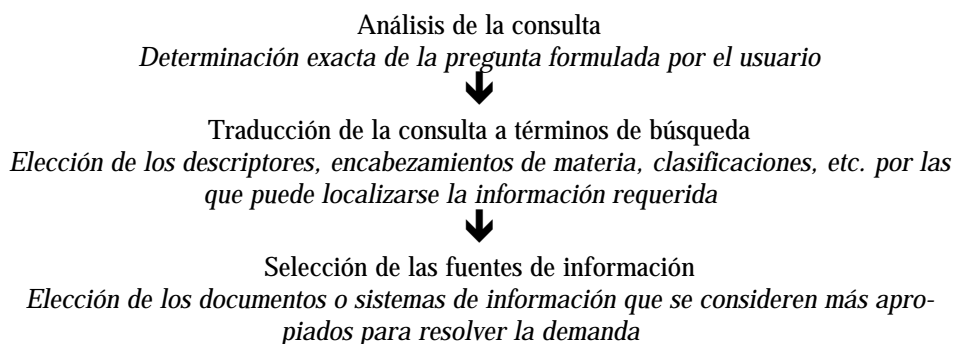 Análisis de la consulta
Determinación exacta de la pregunta formulada por el usuario
Traducción de la consulta a términos de búsqueda
Elección de los descriptores, encabezamientos de materia, clasificaciones, etc. por las
que puede localizarse la información requerida
Selección de las fuentes de información
Elección de los documentos o sistemas de información que se consideren más apro-
piados para resolver la demanda